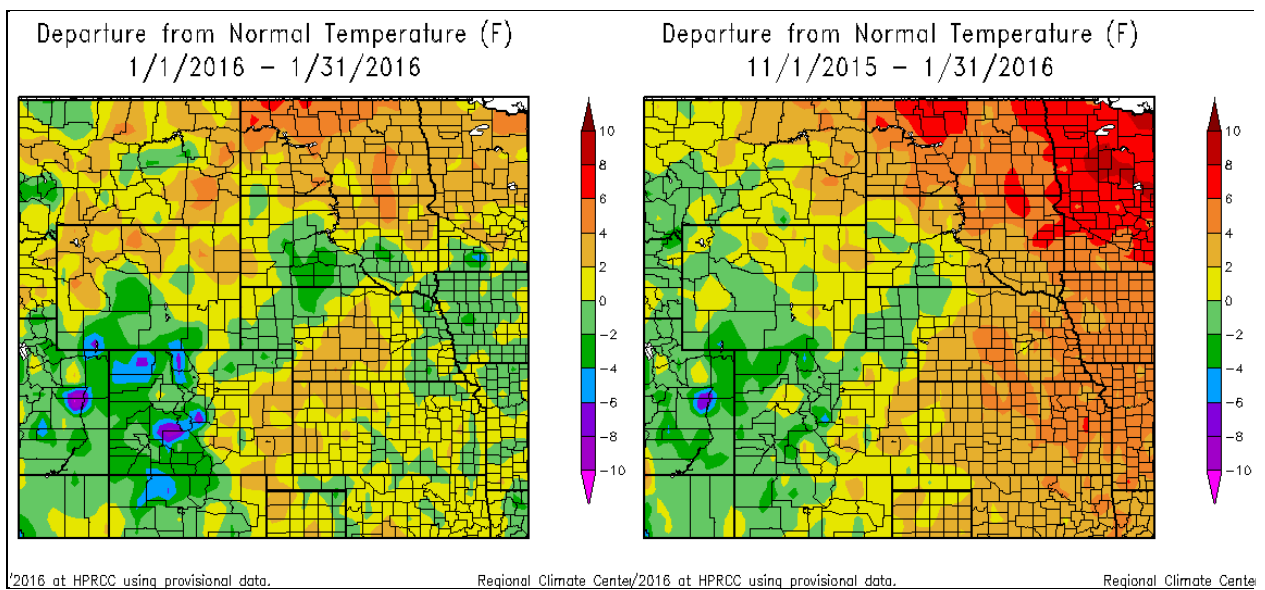 Departure from Normal Temperature (F)
1/1/2016 – 1/31/2016
10
8
6
4
2
0
−2
−4
−6
−8
−10
'2016 at HPRCC using provisional data.
Regional Climate Cente
Departure from Normal Temperature (F)
11/1/2015 – 1/31/2016
10
8
6
4
2
0
−2
−4
−6
−8
−10
/2016 at HPRCC using provisional data.
Regional Climate Cente